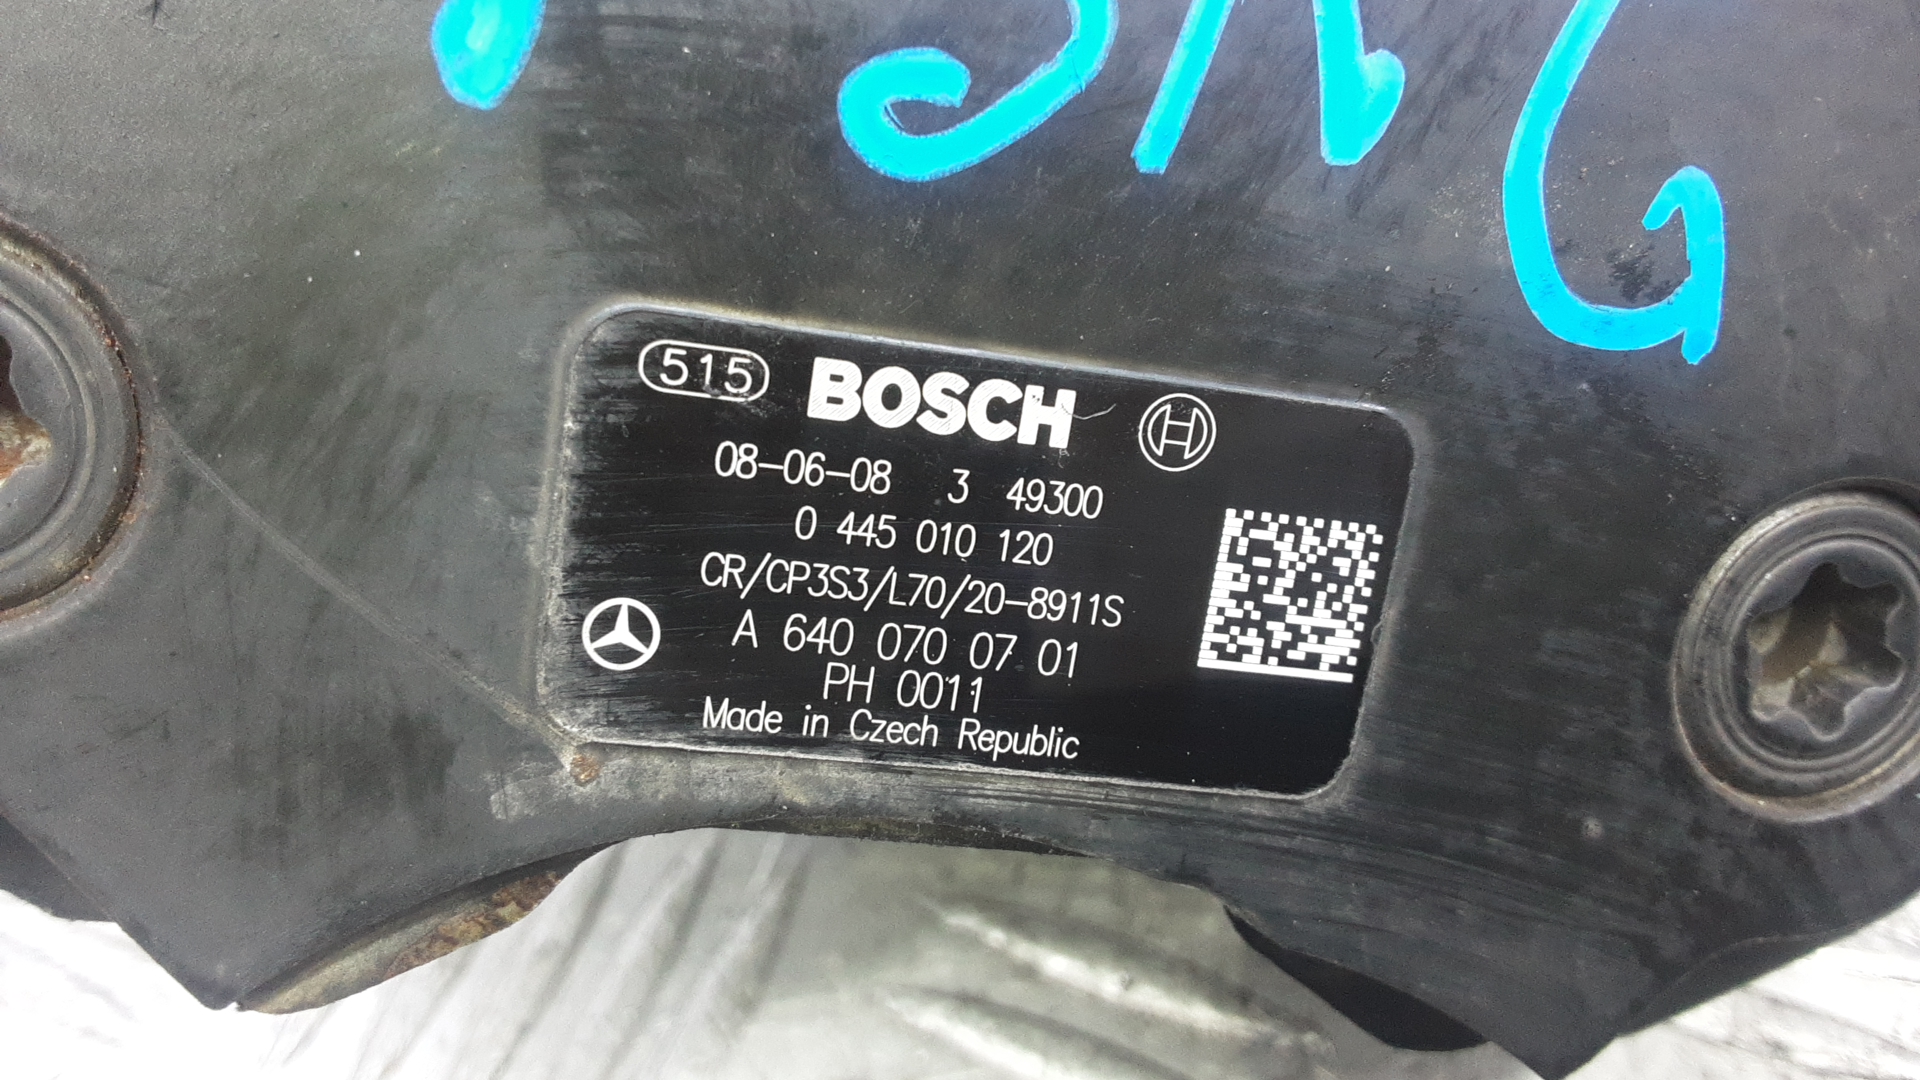 515 BOSCH
08-06-08 3 49300
0 445 010 120
CR/CP3S3/L70/20-8911S
A 640 070 07 01
PH 0011
Made in Czech Republic